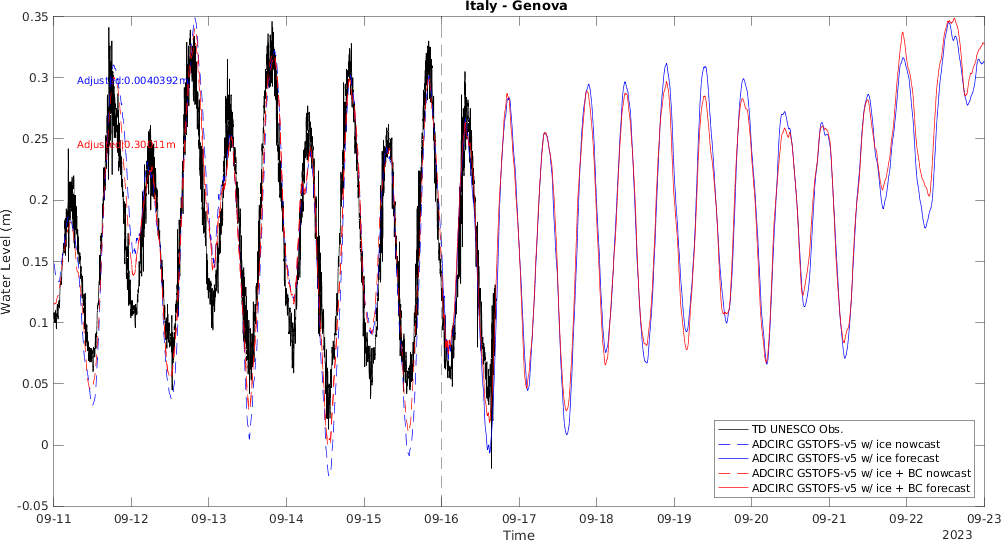 Italy - Genova
0.35
0.3
0.25
0.2
0.15
0.1
0.05
0
-0.05
Water Level (m)
Adjusted:0.0040392m
09-11
09-12
09-13
09-14
09-15
09-16
09-17
09-18
09-19
09-20
09-21
09-22
09-23
Time
2023
TD UNESCO Obs.
ADCIRC GSTOFS-v5 w/ ice nowcast
ADCIRC GSTOFS-v5 w/ ice forecast
ADCIRC GSTOFS-v5 w/ ice + BC nowcast
ADCIRC GSTOFS-v5 w/ ice + BC forecast